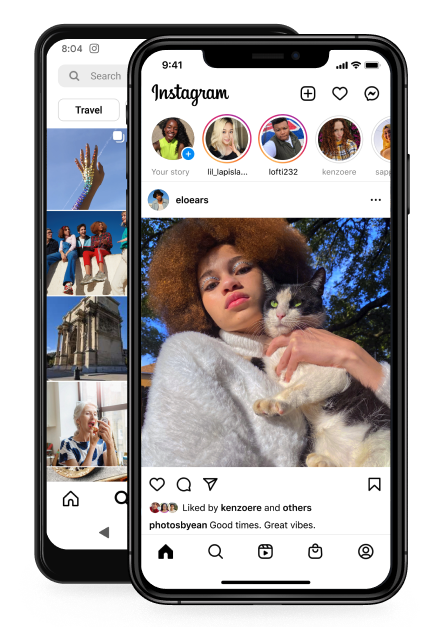 8:04
Search
Travel
9:41
Instagram
Your story
lil_lapisla...
lofti232
kenzoere
sapp
eloears
Liked by kenzoere and others
photosbyean Good times. Great vibes.